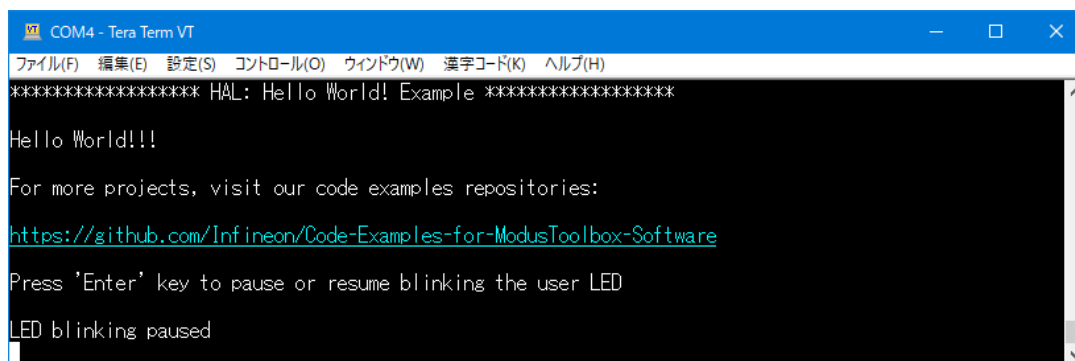 COM4 - Tera Term VT
ファイル(F) 編集(E) 設定(S) コントロール(O) ウィンドウ(W) 漢字コード(K) ヘルプ(H)
****************** HAL: Hello World! Example ******************
Hello World!!!
For more projects, visit our code examples repositories:
https://github.com/Infineon/Code-Examples-for-ModusToolbox-Software
Press 'Enter' key to pause or resume blinking the user LED
LED blinking paused